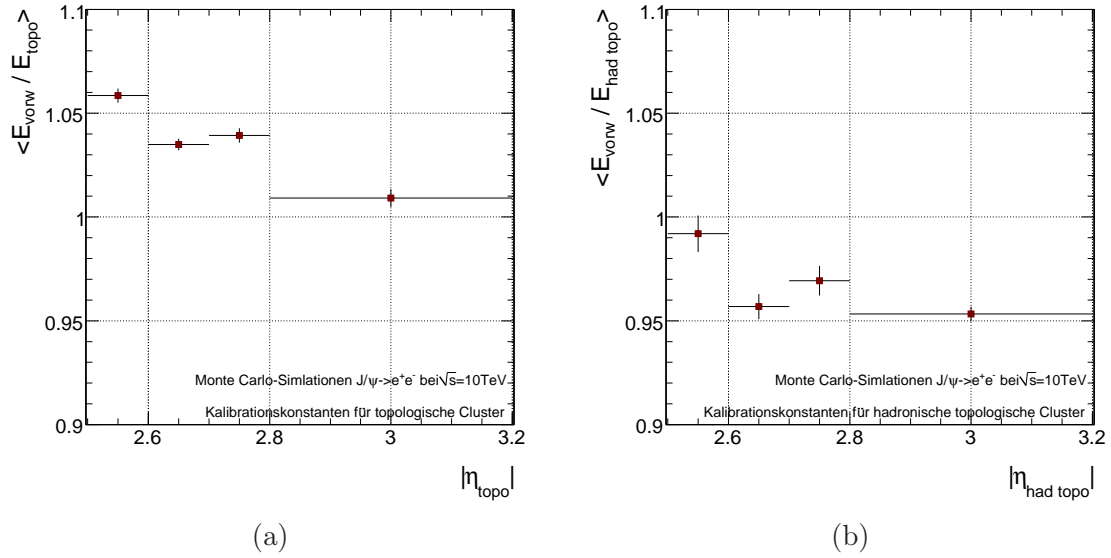 <E_vorw / E_topo>
1.1
1.05
1
0.95
0.9
Monte Carlo-Simlationen J/ψ->e⁺e⁻ bei√s=10TeV
Kalibrationskonstanten für topologische Cluster
2.6 2.8 3 3.2
|η_topo|
(a)
<E_vorw / E_had topo>
1.1
1.05
1
0.95
0.9
Monte Carlo-Simlationen J/ψ->e⁺e⁻ bei√s=10TeV
Kalibrationskonstanten für hadronische topologische Cluster
2.6 2.8 3 3.2
|η_had topo|
(b)